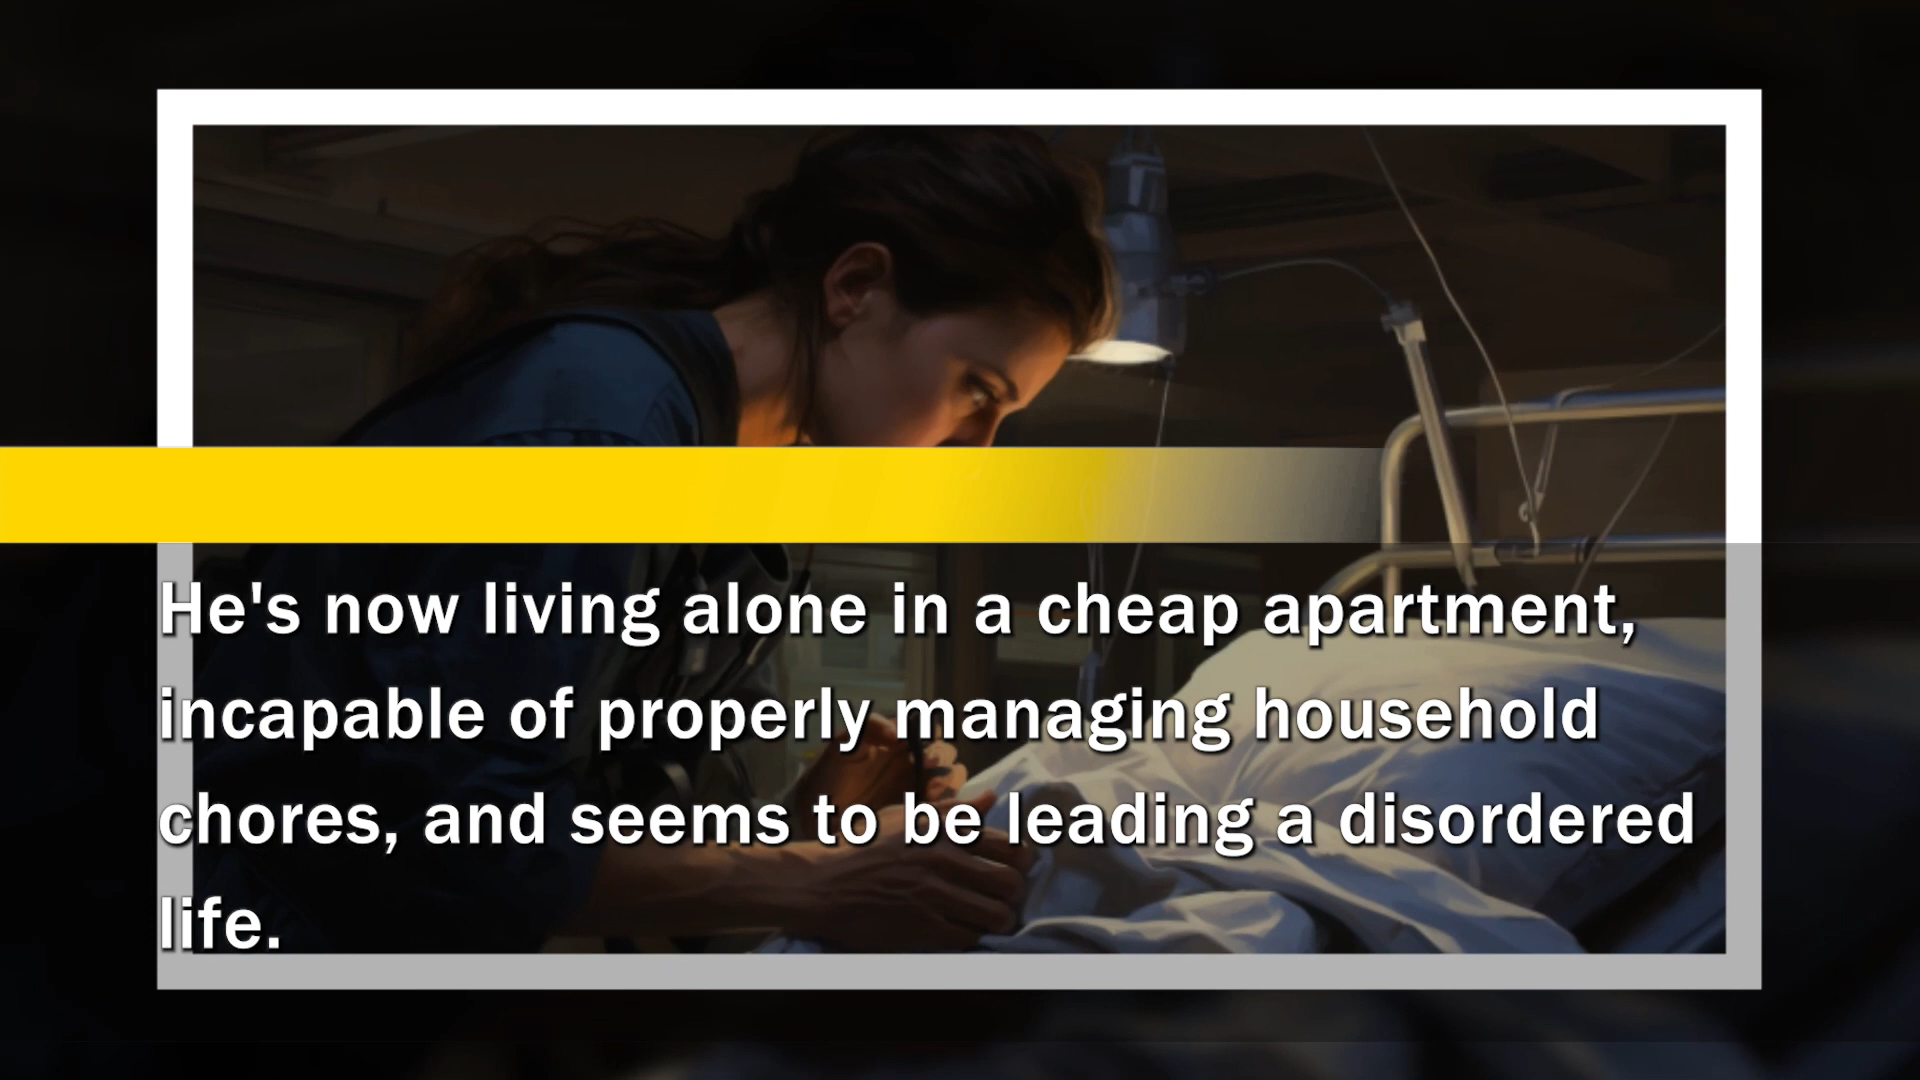 He's now living alone in a cheap apartment,
incapable of properly managing household
chores, and seems to be leading a disordered
life.